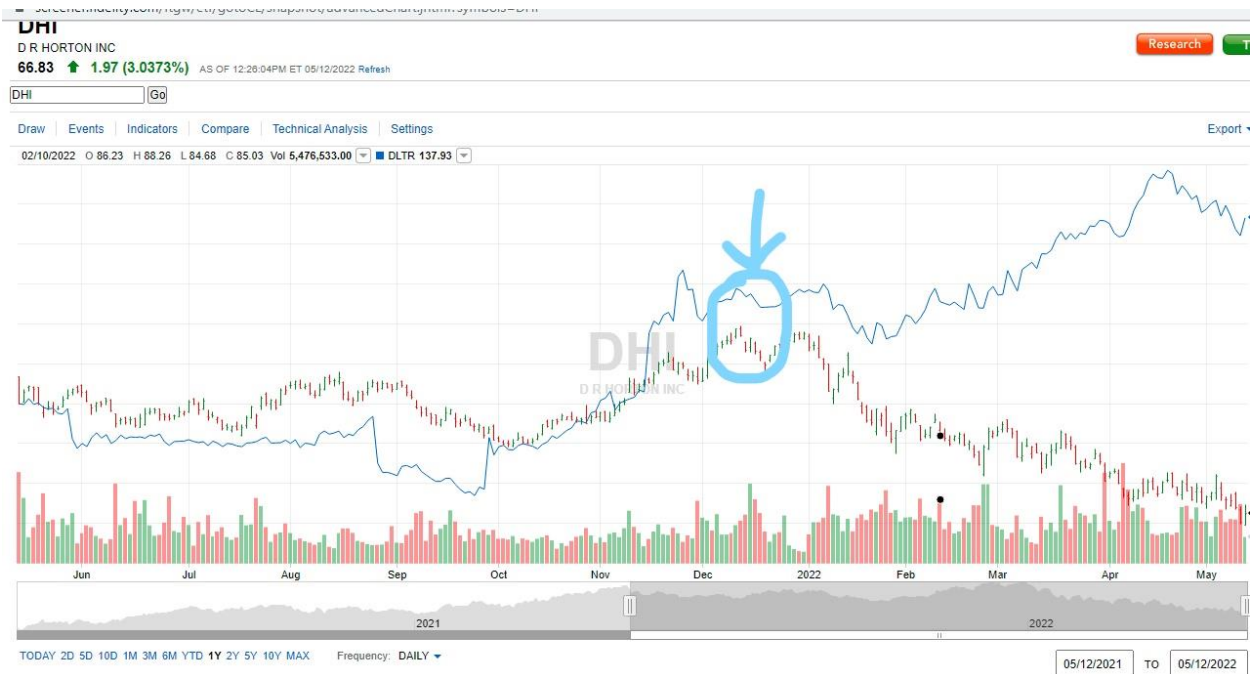 DHI
D R HORTON INC
Research
66.83 1.97 (3.0373%) AS OF 12:26:04PM ET 05/12/2022 Refresh
DHI Go
Draw Events Indicators Compare Technical Analysis Settings Export
02/10/2022 O 86.23 H 88.26 L 84.68 C 85.03 Vol 5,476,533.00 DLTR 137.93
DHI
D R HORTON INC
Jun Jul Aug Sep Oct Nov Dec 2022 Feb Mar Apr May
2021 2022
TODAY 2D 5D 10D 1M 3M 6M YTD 1Y 2Y 5Y 10Y MAX Frequency: DAILY
05/12/2021 TO 05/12/2022